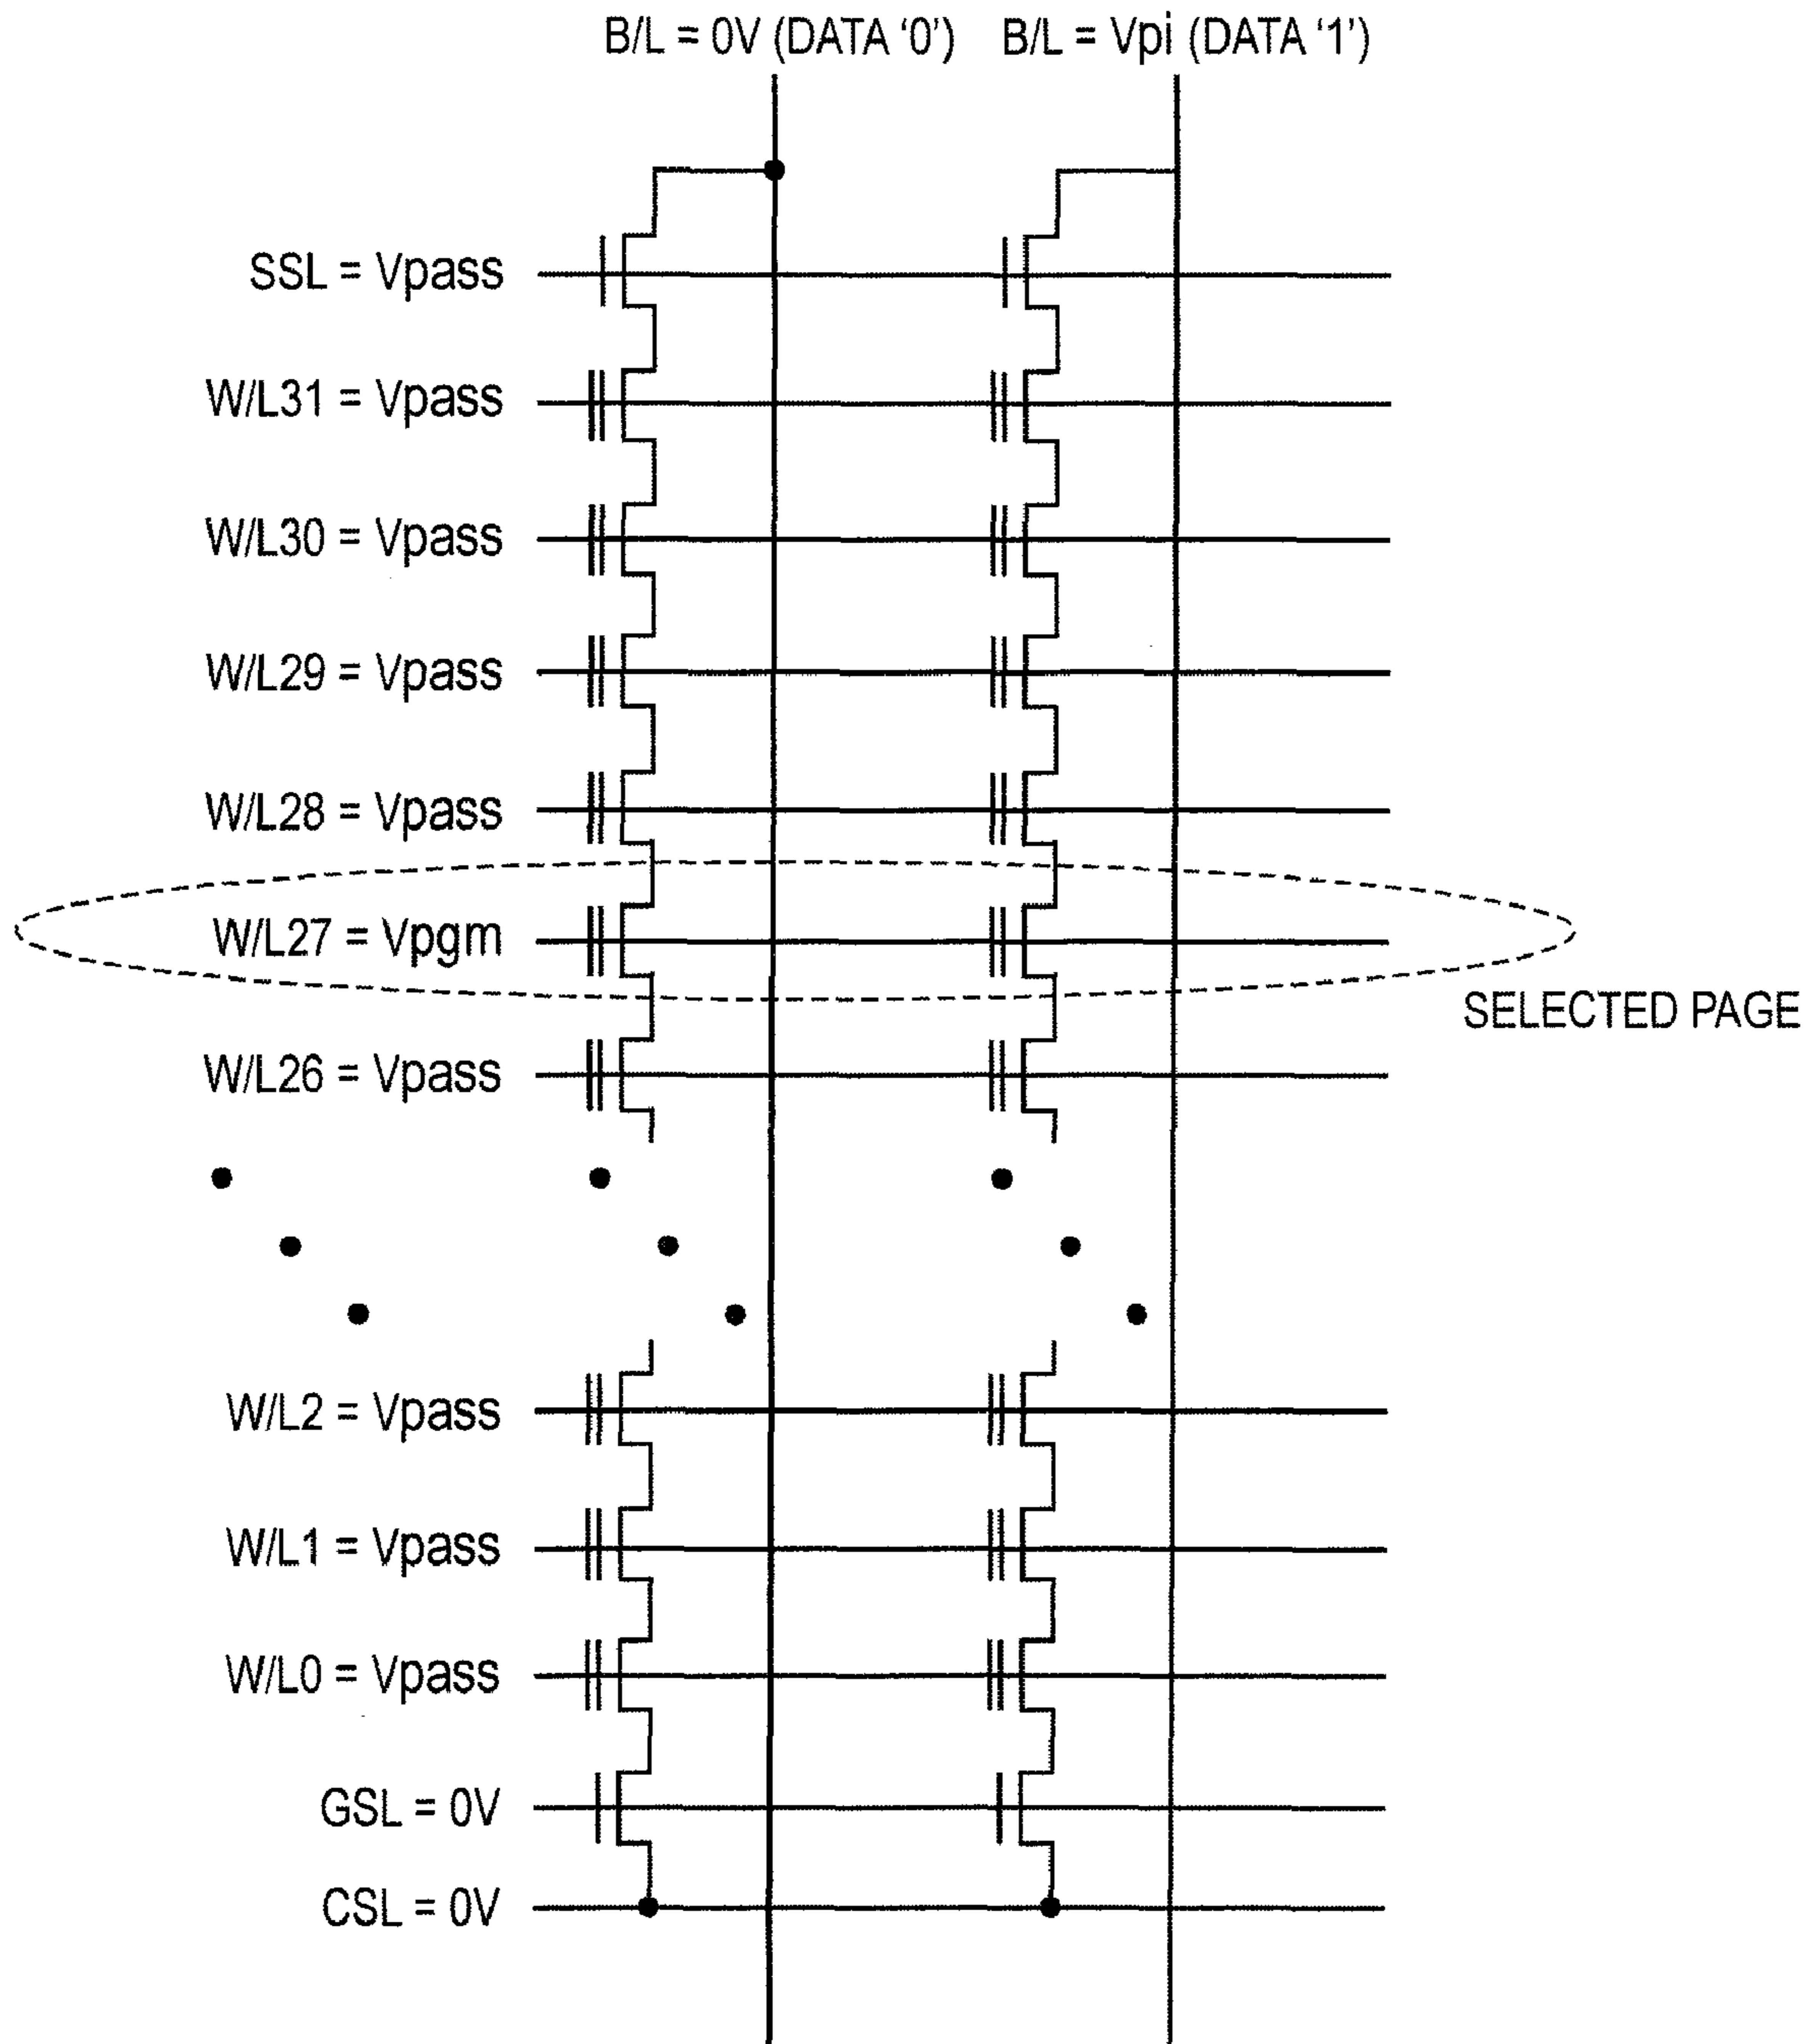 B/L = 0V (DATA ‘0’) B/L = Vpi (DATA ‘1’)
SSL = Vpass
W/L31 = Vpass
W/L30 = Vpass
W/L29 = Vpass
W/L28 = Vpass
W/L27 = Vpgm
SELECTED PAGE
W/L26 = Vpass
W/L2 = Vpass
W/L1 = Vpass
W/L0 = Vpass
GSL = 0V
CSL = 0V